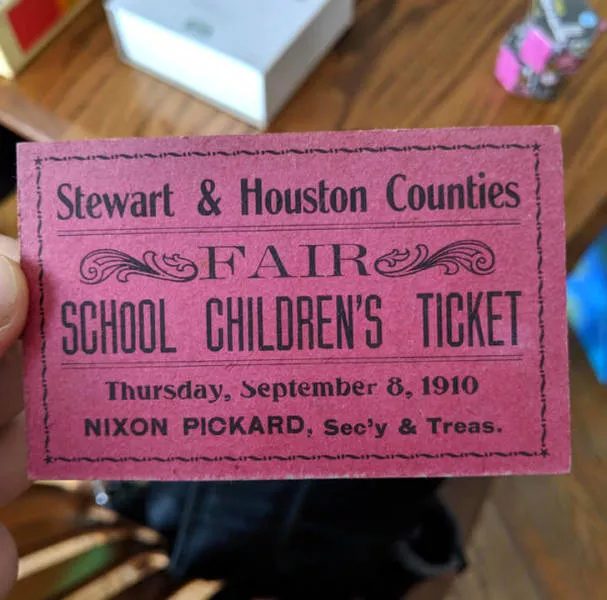 Stewart & Houston Counties
FAIR
SCHOOL CHILDREN'S TICKET
Thursday, September 8, 1910
NIXON PICKARD, Sec'y & Treas.